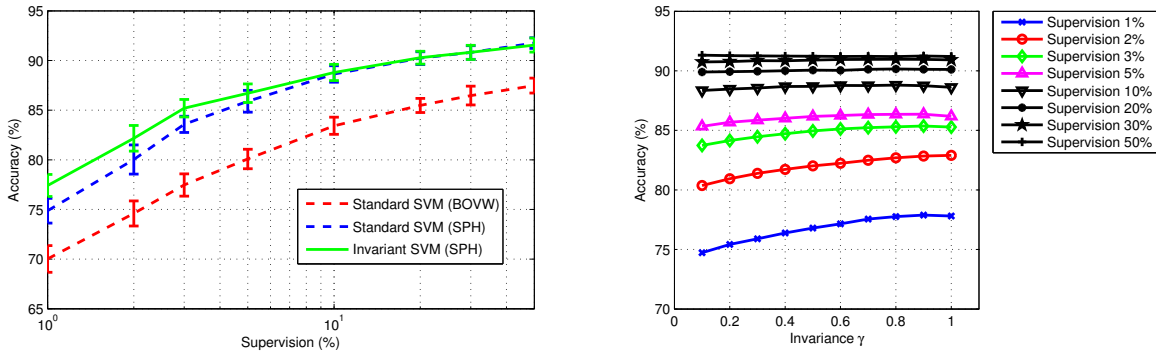 95
90
85
80
75
70
65
10^0
10^1
Accuracy (%)
Supervision (%)
Standard SVM (BOVW)
Standard SVM (SPH)
Invariant SVM (SPH)
95
90
85
80
75
70
0
0.2
0.4
0.6
0.8
1
Accuracy (%)
Invariance γ
Supervision 1%
Supervision 2%
Supervision 3%
Supervision 5%
Supervision 10%
Supervision 20%
Supervision 30%
Supervision 50%